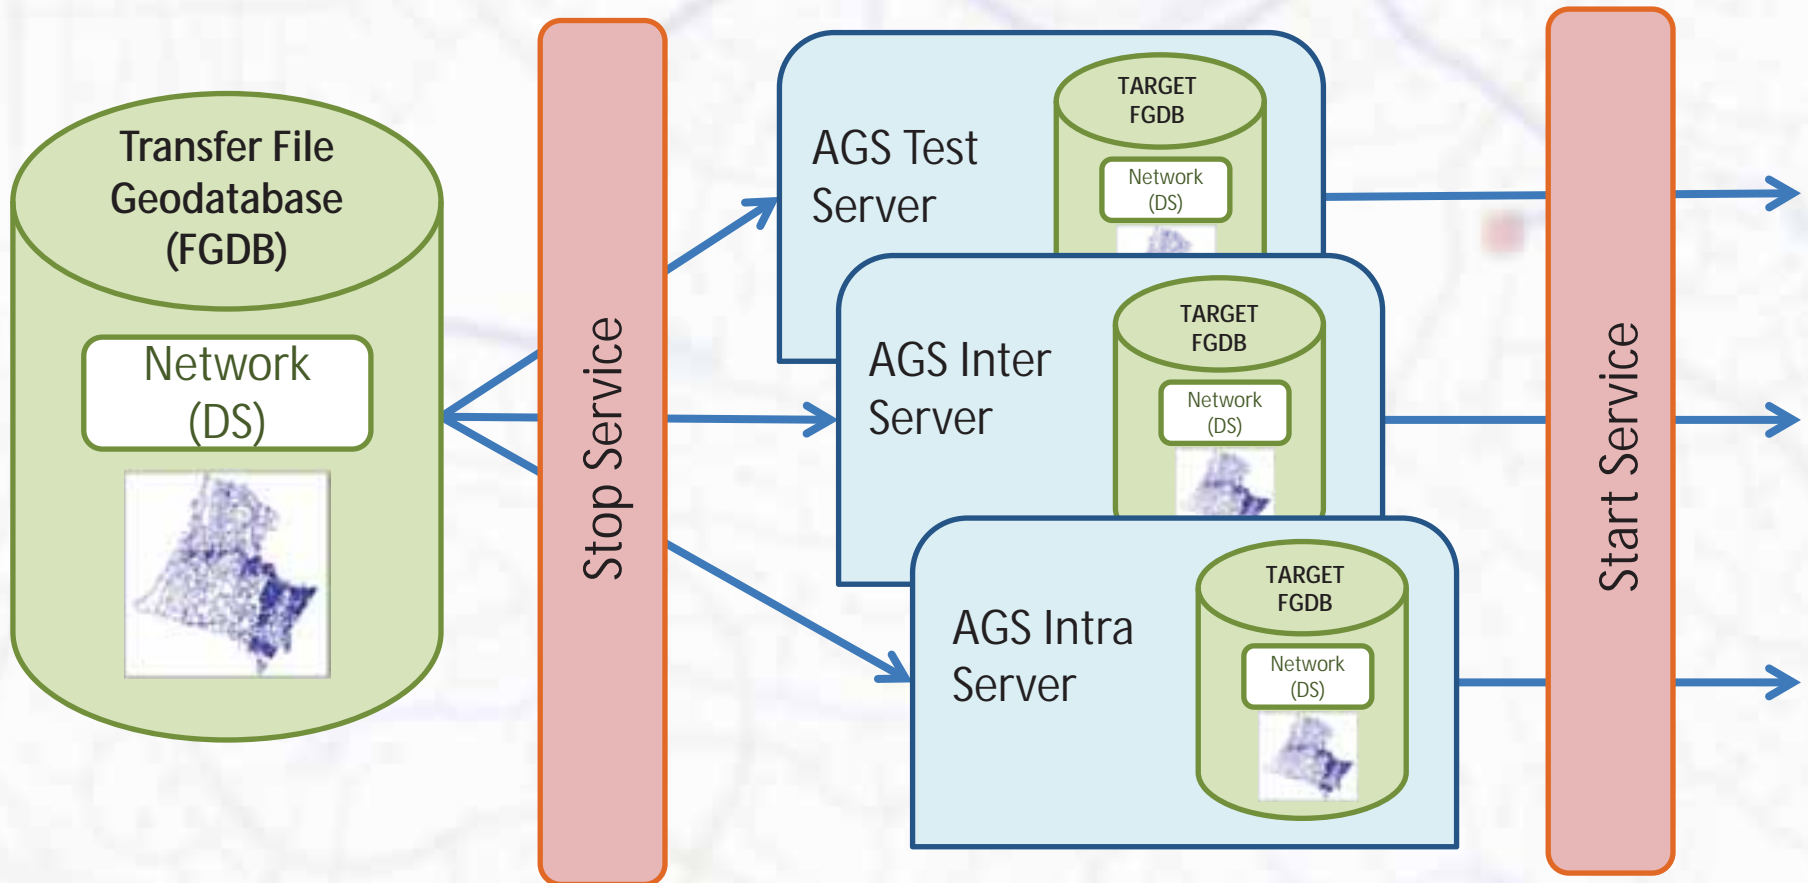 Transfer File
Geodatabase
(FGDB)
Network
(DS)
Stop Service
AGS Test
Server
TARGET
FGDB
Network
(DS)
AGS Inter
Server
TARGET
FGDB
Network
(DS)
AGS Intra
Server
TARGET
FGDB
Network
(DS)
Start Service